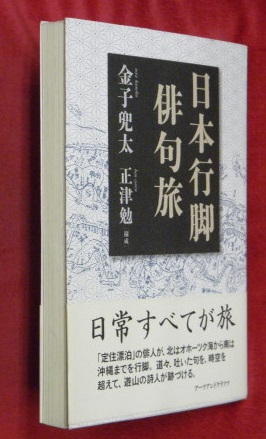 日本行脚
俳句旅
金子兜太
正津勉
構成
日常すべてが旅
「定住漂泊」の俳人が、北はオホーツク海から南は
沖縄までを行脚。道々、吐いた句を、時空を
超えて、遊山の詩人が跡づける。
アーツアンドクラフツ